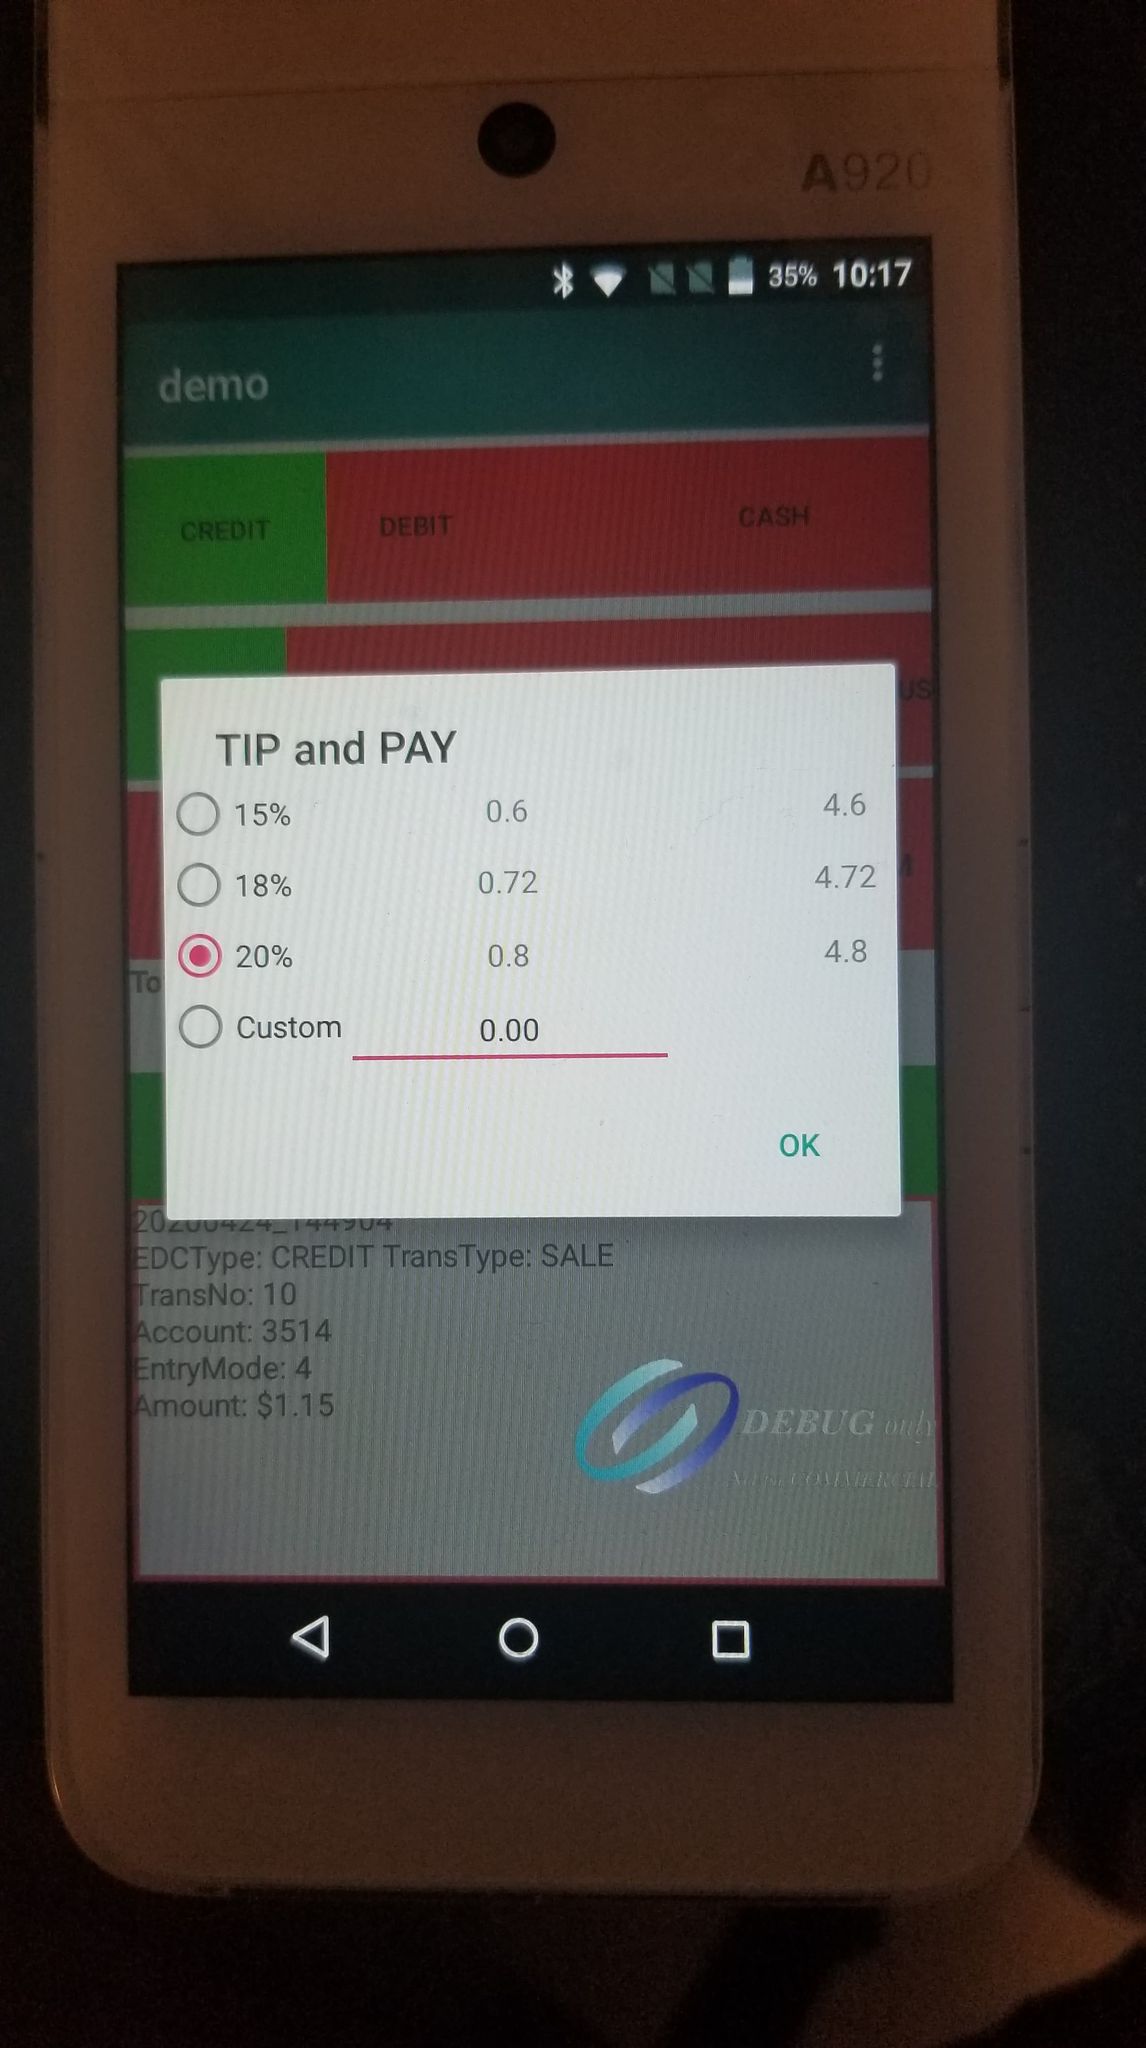 A920
35% 10:17
demo
CREDIT DEBIT CASH
US
TIP and PAY
15% 0.6 4.6
18% 0.72 4.72
20% 0.8 4.8
To
Custom 0.00
OK
20200424_144904
EDCType: CREDIT TransType: SALE
TransNo: 10
Account: 3514
EntryMode: 4
Amount: $1.15
DEBUG only
COMMERCIAL